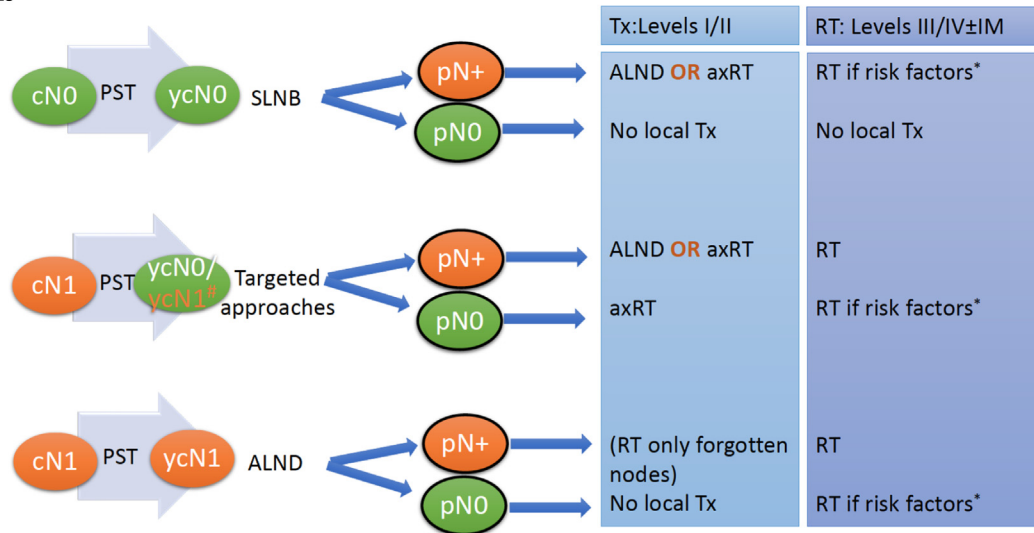 Tx:Levels I/II
RT: Levels III/IV±IM
cN0
PST
ycN0
SLNB
pN+
ALND OR axRT
RT if risk factors*
pN0
No local Tx
No local Tx
cN1
PST
ycN0/
ycN1#
Targeted
approaches
pN+
ALND OR axRT
RT
pN0
axRT
RT if risk factors*
cN1
PST
ycN1
ALND
pN+
(RT only forgotten
nodes)
RT
pN0
No local Tx
RT if risk factors*